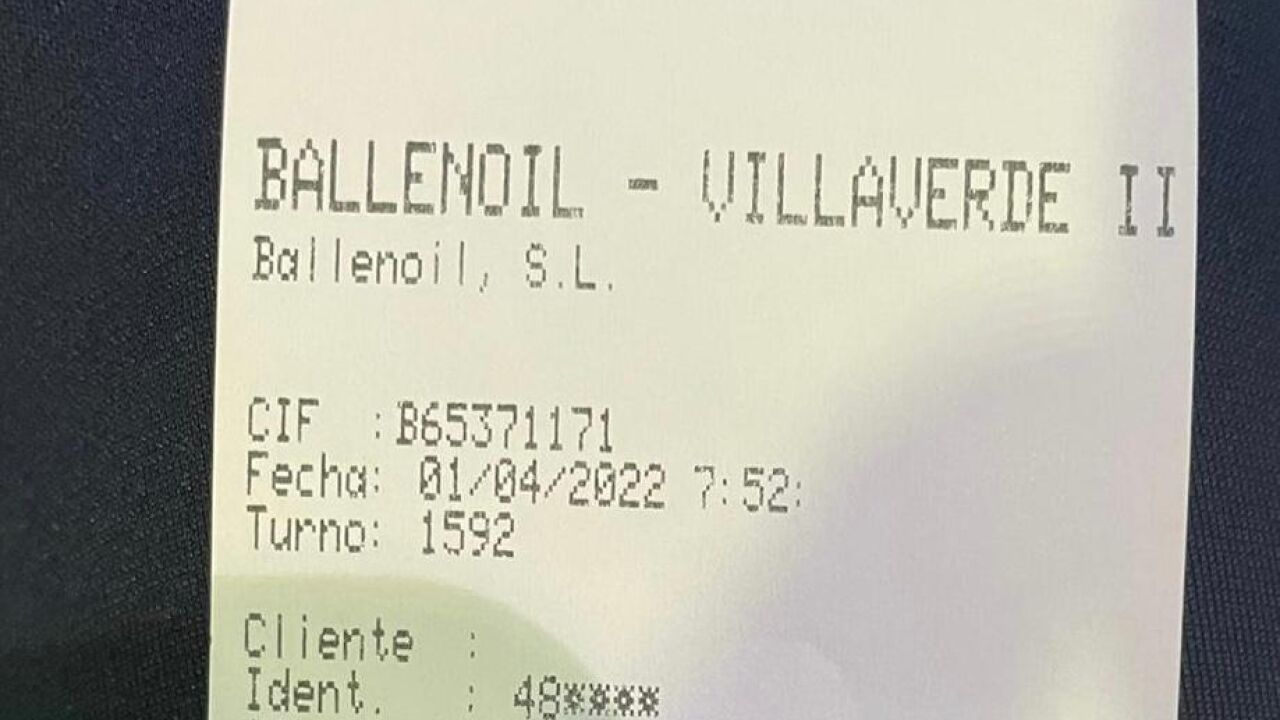 BALLENOIL - VILLAVERDE II
Ballenoil, S.L.
CIF :B65371171
Fecha: 01/04/2022 7:52:
Turno: 1592
Cliente :
Ident. : 48****